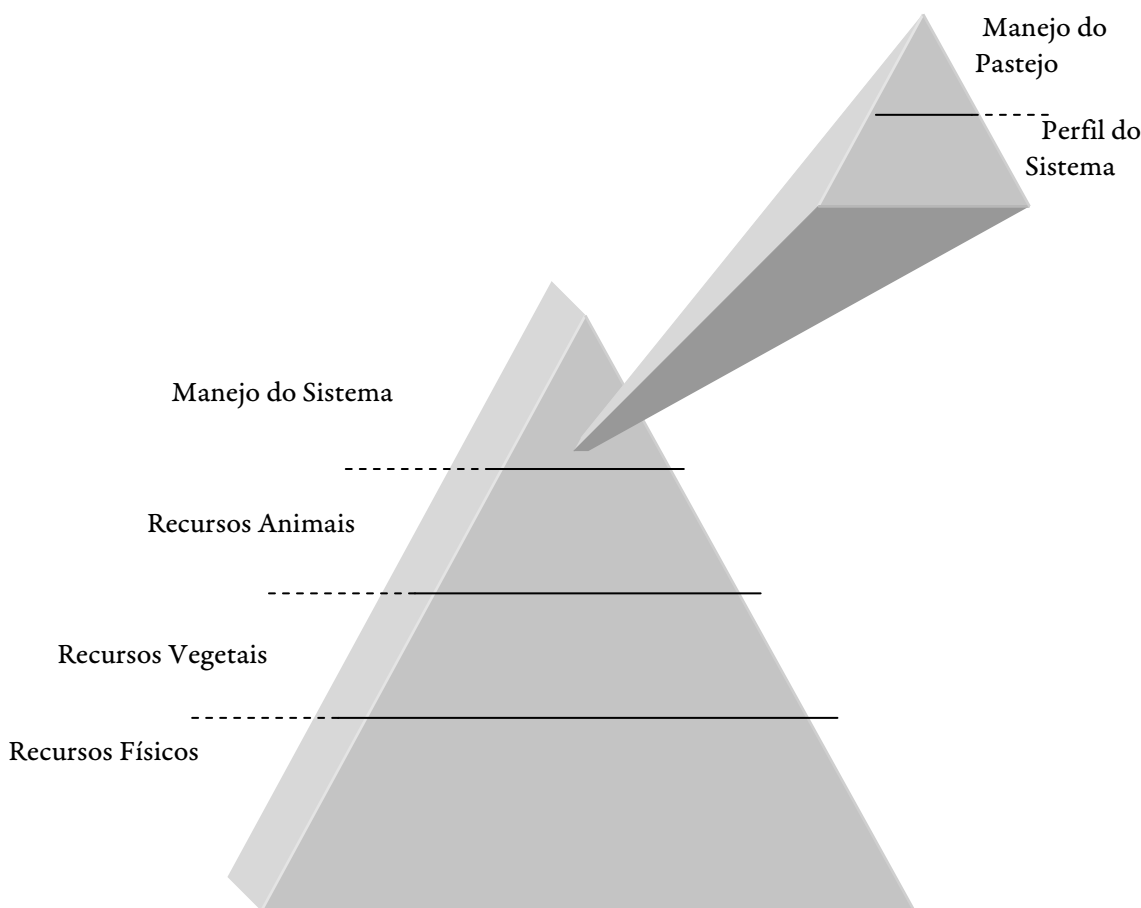 Manejo do
Pastejo
Perfil do
Sistema
Manejo do Sistema
Recursos Animais
Recursos Vegetais
Recursos Físicos